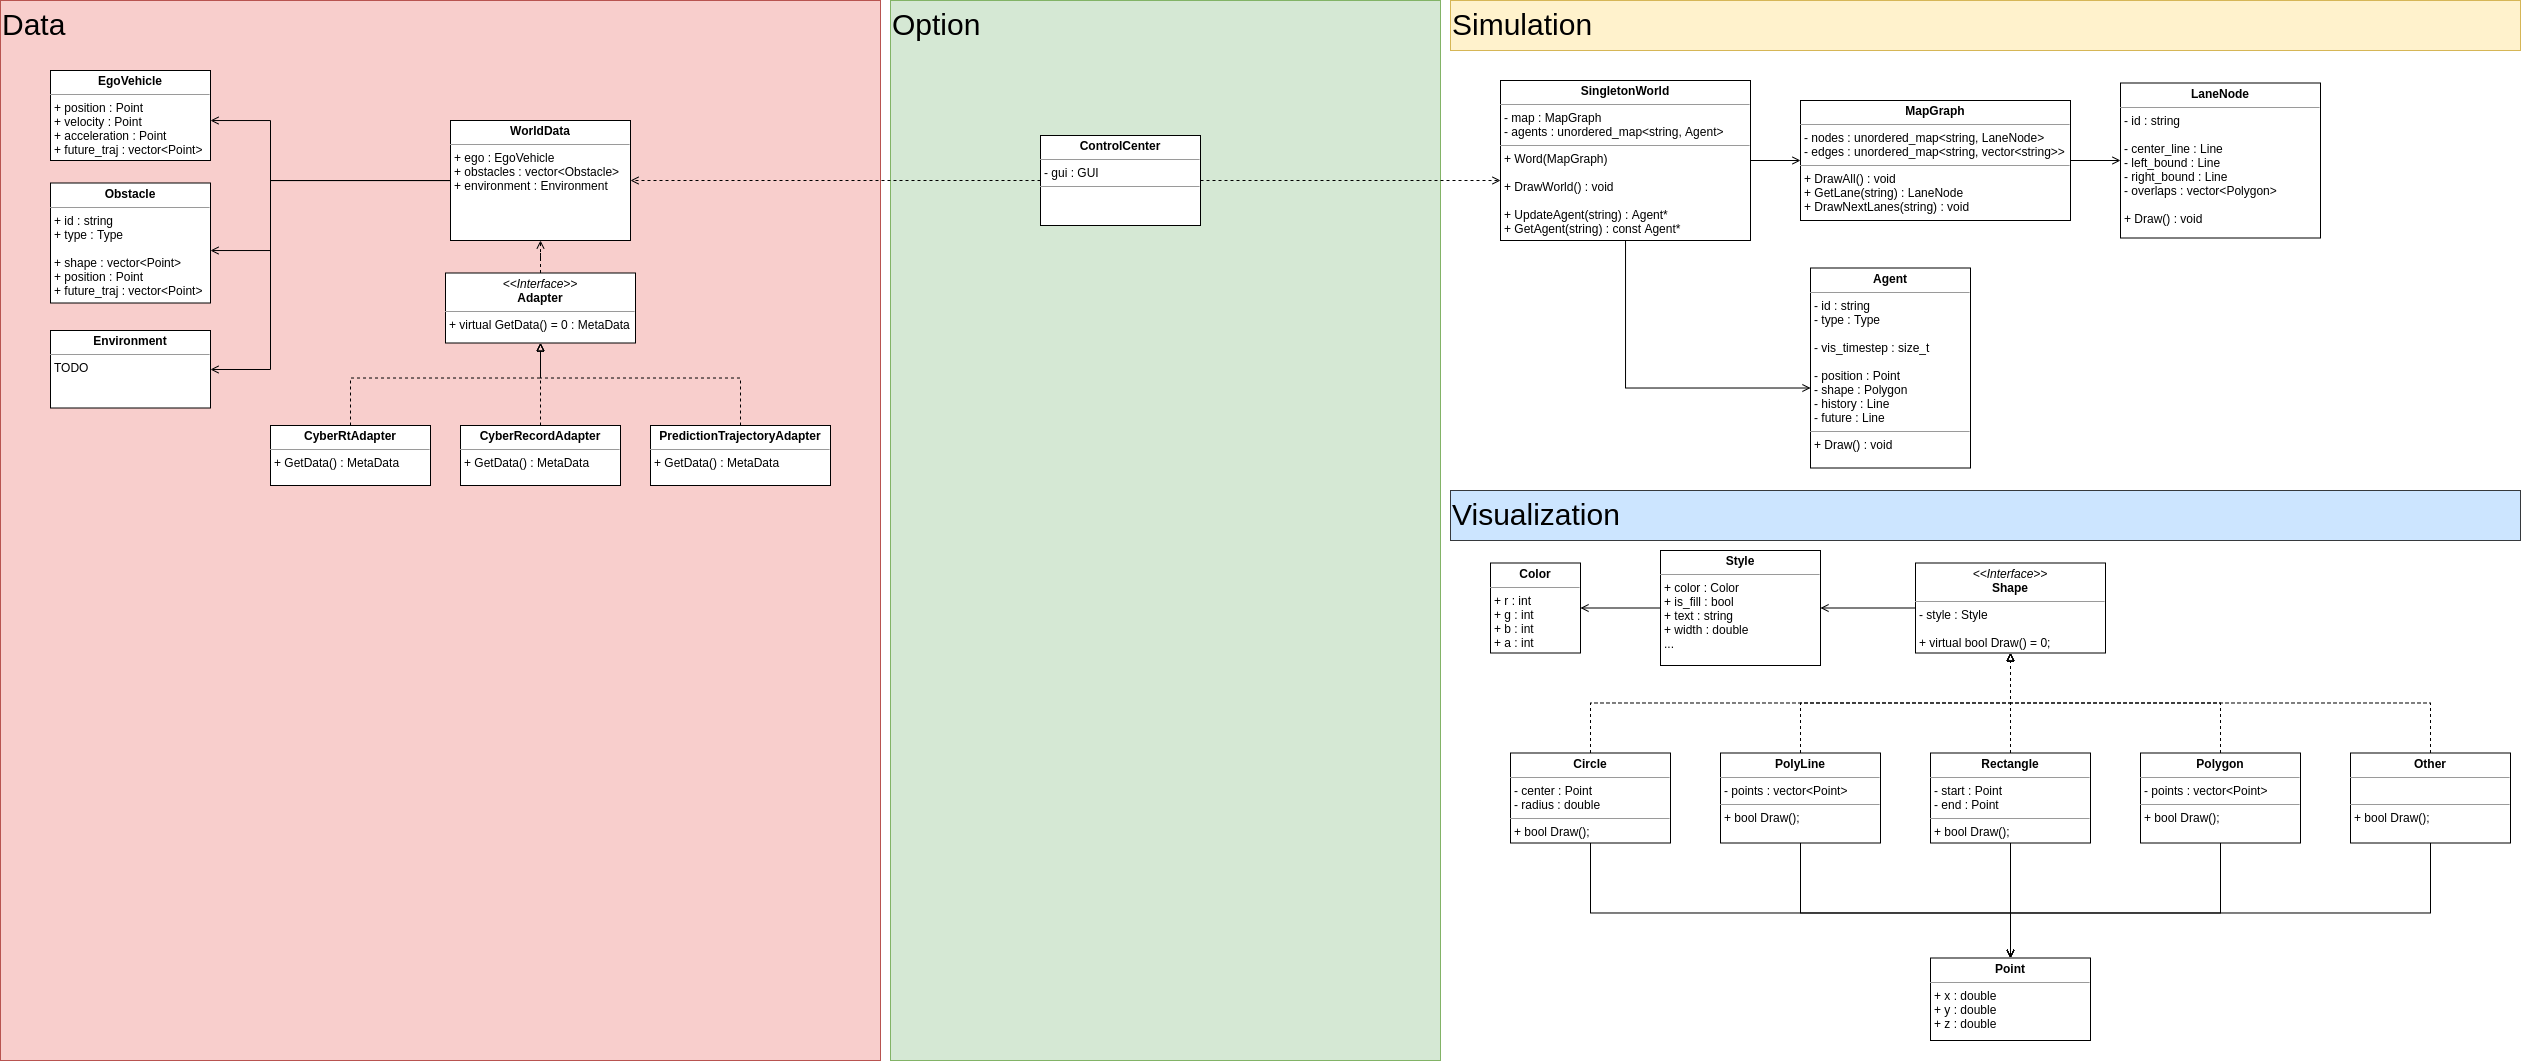 Data
EgoVehicle
+ position : Point
+ velocity : Point
+ acceleration : Point
+ future_traj : vector<Point>
Obstacle
+ id : string
+ type : Type
+ shape : vector<Point>
+ position : Point
+ future_traj : vector<Point>
Environment
TODO
WorldData
+ ego : EgoVehicle
+ obstacles : vector<Obstacle>
+ environment : Environment
<<Interface>>
Adapter
+ virtual GetData() = 0 : MetaData
CyberRtAdapter
+ GetData() : MetaData
CyberRecordAdapter
+ GetData() : MetaData
PredictionTrajectoryAdapter
+ GetData() : MetaData
Option
ControlCenter
- gui : GUI
Simulation
SingletonWorld
- map : MapGraph
- agents : unordered_map<string, Agent>
+ Word(MapGraph)
+ DrawWorld() : void
+ UpdateAgent(string) : Agent*
+ GetAgent(string) : const Agent*
MapGraph
- nodes : unordered_map<string, LaneNode>
- edges : unordered_map<string, vector<string>>
+ DrawAll() : void
+ GetLane(string) : LaneNode
+ DrawNextLanes(string) : void
LaneNode
- id : string
- center_line : Line
- left_bound : Line
- right_bound : Line
- overlaps : vector<Polygon>
+ Draw() : void
Agent
- id : string
- type : Type
- vis_timestep : size_t
- position : Point
- shape : Polygon
- history : Line
- future : Line
+ Draw() : void
Visualization
Color
+ r : int
+ g : int
+ b : int
+ a : int
Style
+ color : Color
+ is_fill : bool
+ text : string
+ width : double
...
<<Interface>>
Shape
- style : Style
+ virtual bool Draw() = 0;
Circle
- center : Point
- radius : double
+ bool Draw();
PolyLine
- points : vector<Point>
+ bool Draw();
Rectangle
- start : Point
- end : Point
+ bool Draw();
Polygon
- points : vector<Point>
+ bool Draw();
Other
+ bool Draw();
Point
+ x : double
+ y : double
+ z : double